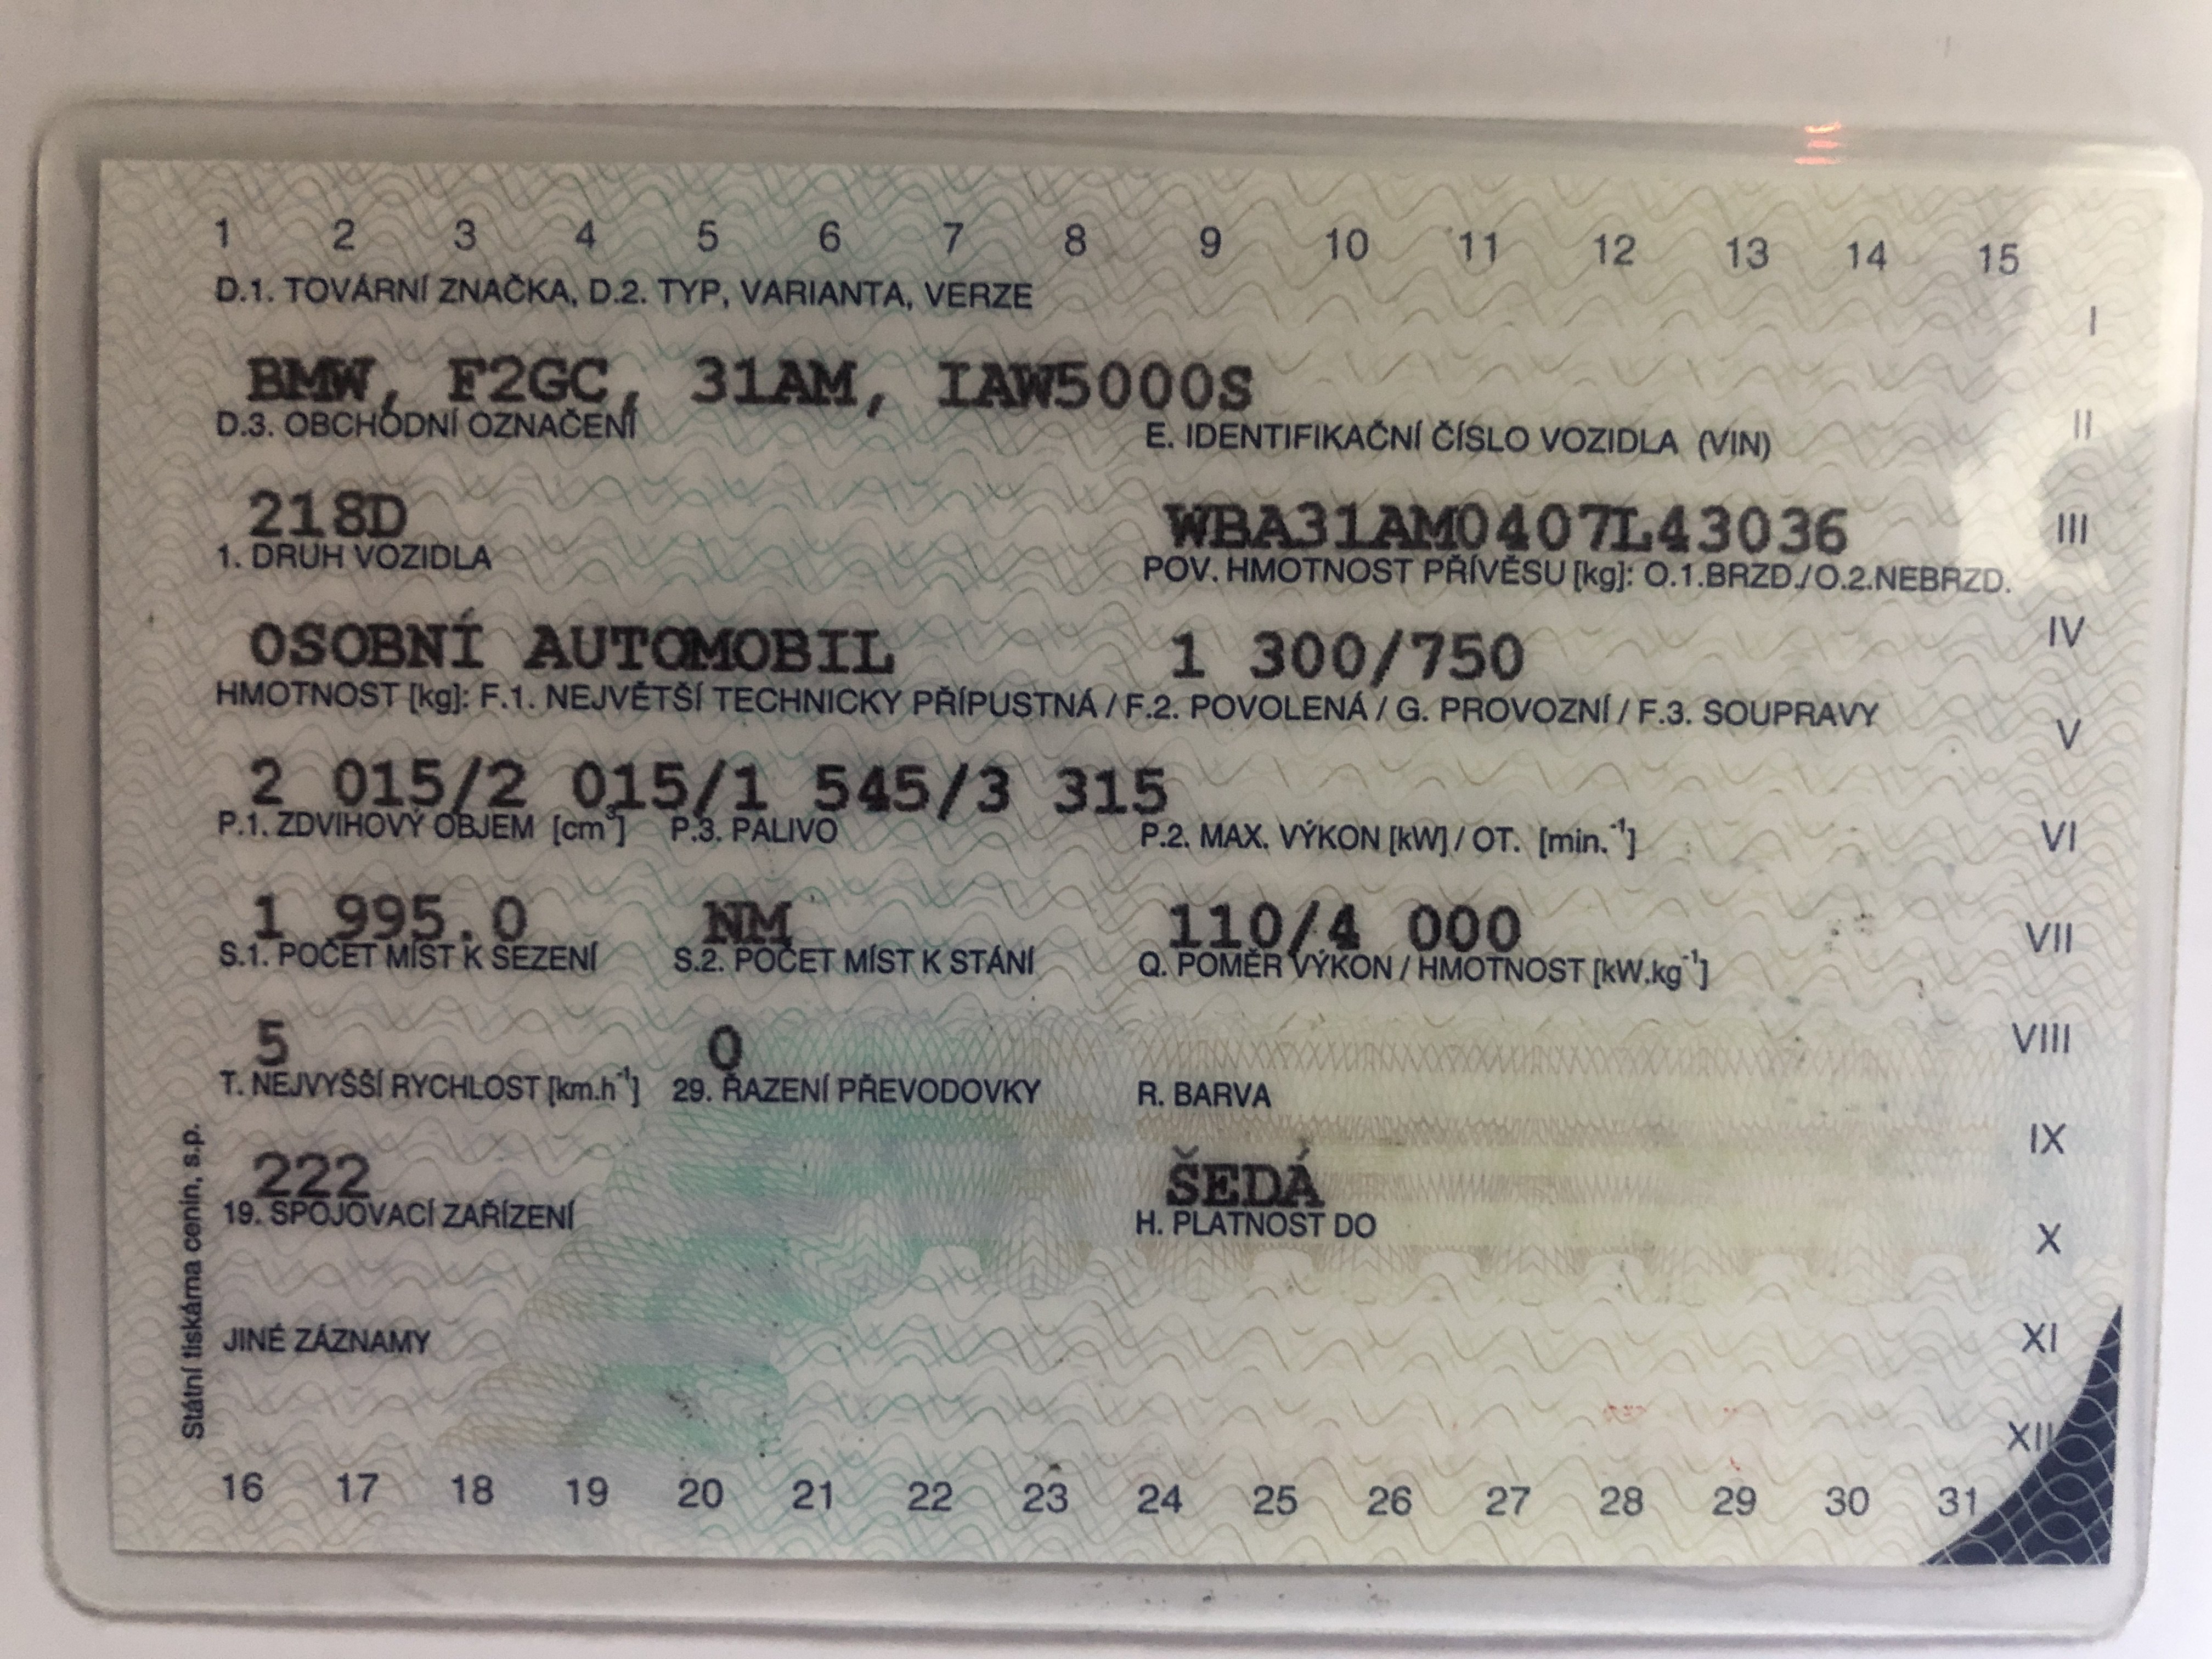 1 2 3 4 5 6 7 8 9 10 11 12 13 14 15
D.1. TOVÁRNÍ ZNAČKA, D.2. TYP, VARIANTA, VERZE
I
BMW, F2GC, 31AM, IAW5000S
D.3. OBCHODNÍ OZNAČENÍ E. IDENTIFIKAČNÍ ČÍSLO VOZIDLA (VIN)
II
218D WBA31AM0407L43036
III
1. DRUH VOZIDLA POV. HMOTNOST PŘÍVĚSU [kg]: O.1.BRZD./O.2.NEBRZD.
OSOBNÍ AUTOMOBIL 1 300/750
IV
HMOTNOST [kg]: F.1. NEJVĚTŠÍ TECHNICKY PŘÍPUSTNÁ / F.2. POVOLENÁ / G. PROVOZNÍ / F.3. SOUPRAVY
V
2 015/2 015/1 545/3 315
P.1. ZDVIHOVÝ OBJEM [cm³] P.3. PALIVO P.2. MAX. VÝKON [kW] / OT. [min.⁻¹]
VI
1 995.0 NM 110/4 000
VII
S.1. POČET MÍST K SEZENÍ S.2. POČET MÍST K STÁNÍ Q. POMĚR VÝKON / HMOTNOST [kW.kg⁻¹]
5 0
VIII
T. NEJVYŠŠÍ RYCHLOST [km.h⁻¹] 29. ŘAZENÍ PŘEVODOVKY R. BARVA
IX
222 ŠEDÁ
19. SPOJOVACÍ ZAŘÍZENÍ H. PLATNOST DO
X
JINÉ ZÁZNAMY
XI
XII
Státní tiskárna cenin, s.p.
16 17 18 19 20 21 22 23 24 25 26 27 28 29 30 31